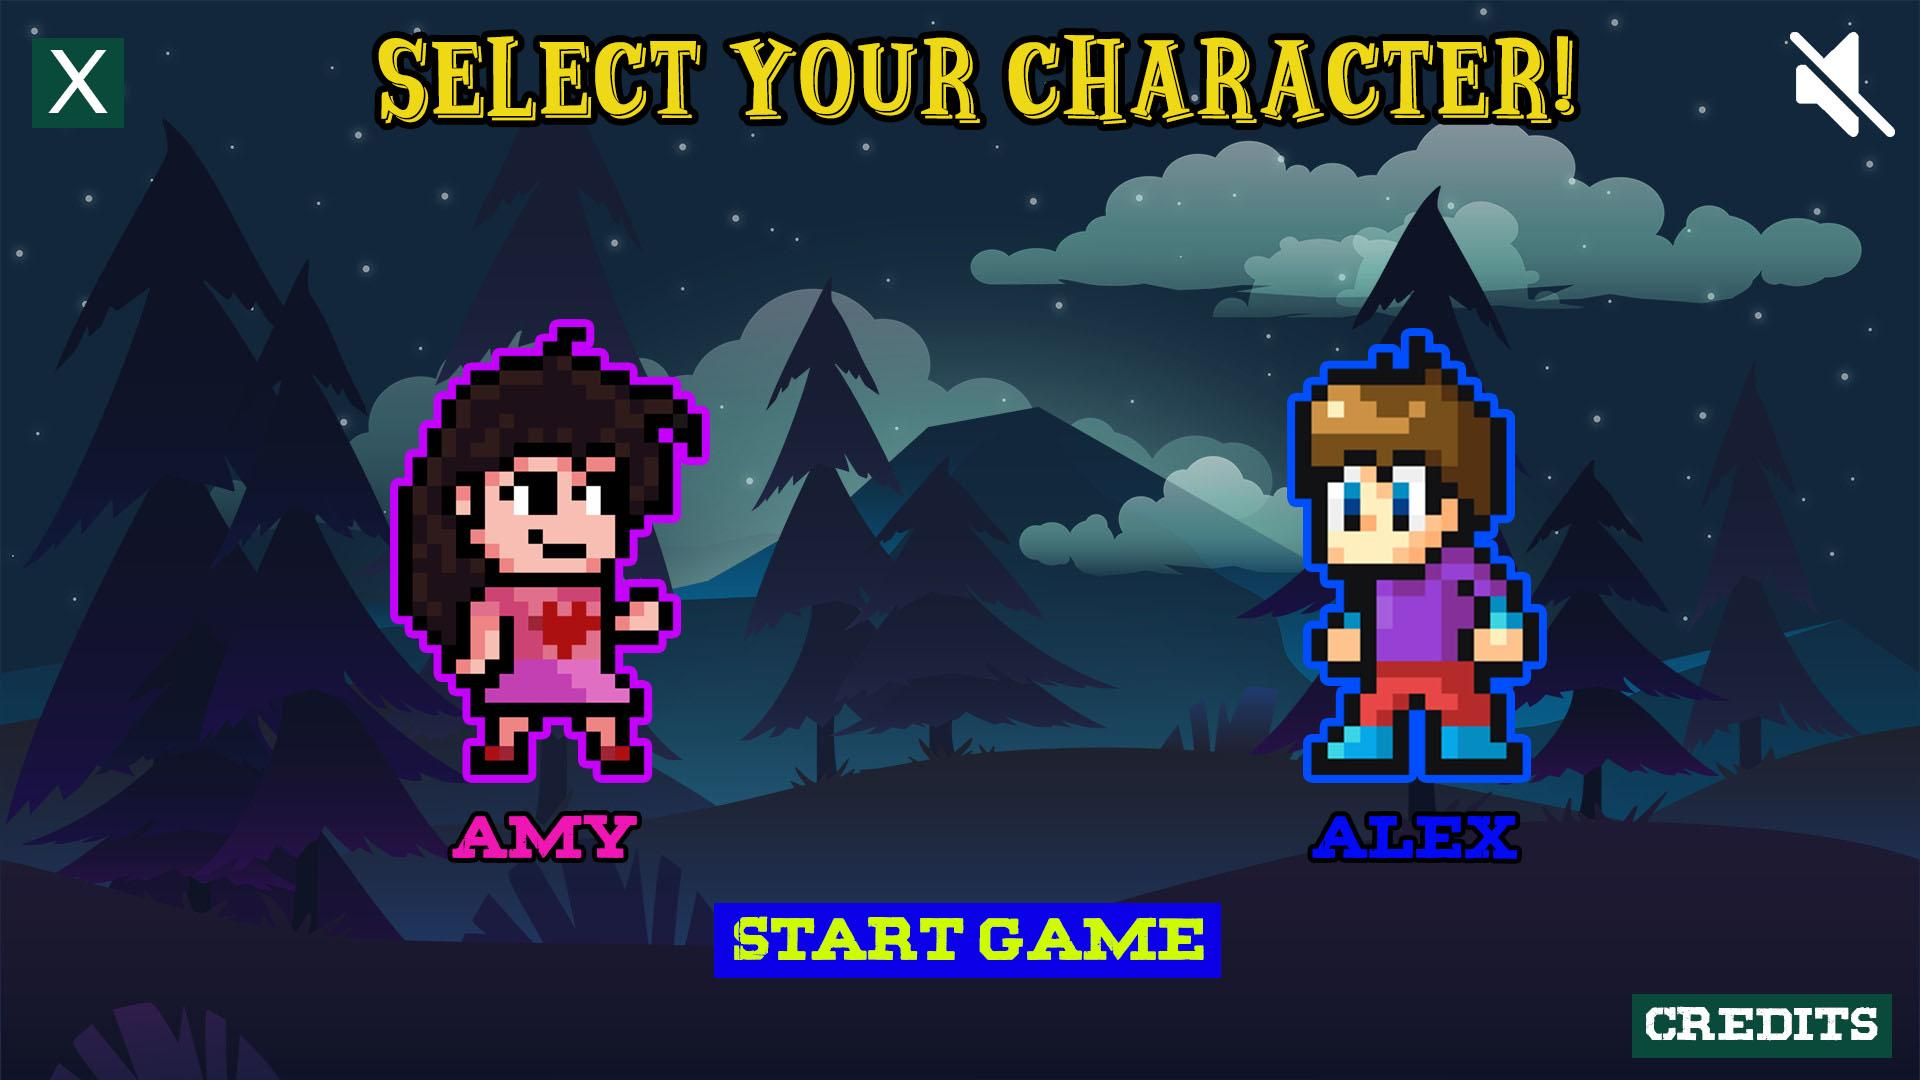 X
SELECT YOUR CHARACTER!
AMY
ALEX
START GAME
CREDITS